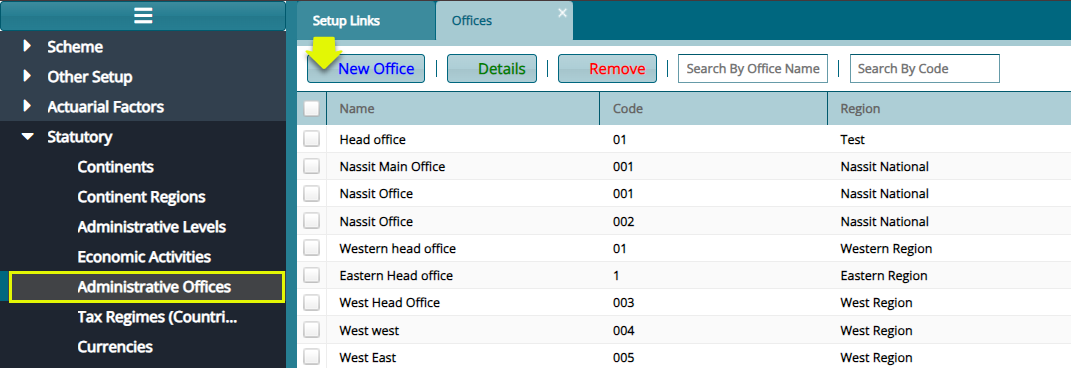 Scheme
Other Setup
Actuarial Factors
Statutory
Continents
Continent Regions
Administrative Levels
Economic Activities
Administrative Offices
Tax Regimes (Countri...
Currencies
Setup Links Offices
New Office Details Remove Search By Office Name Search By Code
Name Code Region
Head office 01 Test
Nassit Main Office 001 Nassit National
Nassit Office 001 Nassit National
Nassit Office 002 Nassit National
Western head office 01 Western Region
Eastern Head office 1 Eastern Region
West Head Office 003 West Region
West west 004 West Region
West East 005 West Region